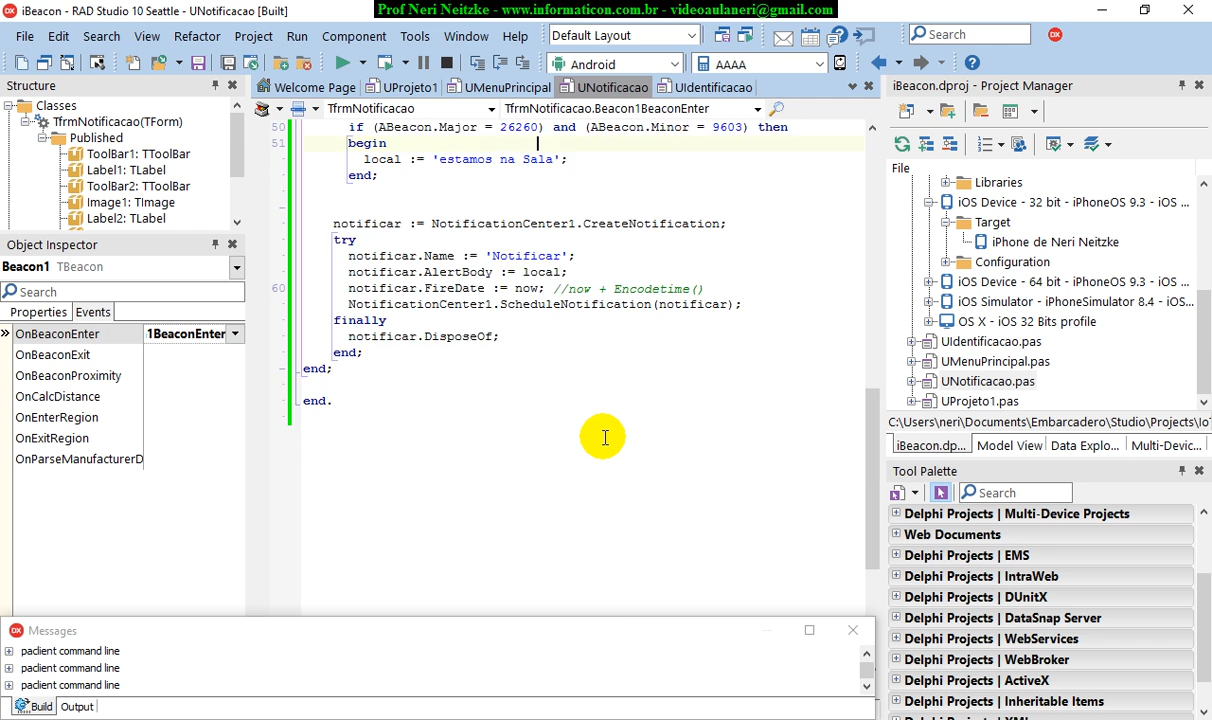 iBeacon - RAD Studio 10 Seattle - UNotificacao [Built]
Prof Neri Neitzke - www.informaticon.com.br - videoaulaneri@gmail.com
File Edit Search View Refactor Project Run Component Tools Window Help
Default Layout
Search
Android
AAAA
Structure
Classes
TfrmNotificacao(TForm)
Published
ToolBar1: TToolBar
Label1: TLabel
ToolBar2: TToolBar
Image1: TImage
Label2: TLabel
Object Inspector
Beacon1 TBeacon
Search
Properties Events
OnBeaconEnter 1BeaconEnter
OnBeaconExit
OnBeaconProximity
OnCalcDistance
OnEnterRegion
OnExitRegion
OnParseManufacturerD
Welcome Page UProjeto1 UMenuPrincipal UNotificacao UIdentificacao
TfrmNotificacao TfrmNotificacao.Beacon1BeaconEnter
50 if (ABeacon.Major = 26260) and (ABeacon.Minor = 9603) then
51 begin
local := 'estamos na Sala';
end;
notificar := NotificationCenter1.CreateNotification;
try
notificar.Name := 'Notificar';
notificar.AlertBody := local;
60 notificar.FireDate := now; //now + Encodetime()
NotificationCenter1.ScheduleNotification(notificar);
finally
notificar.DisposeOf;
end;
end;
end.
iBeacon.dproj - Project Manager
File
Libraries
iOS Device - 32 bit - iPhoneOS 9.3 - iOS ...
Target
iPhone de Neri Neitzke
Configuration
iOS Device - 64 bit - iPhoneOS 9.3 - iOS ...
iOS Simulator - iPhoneSimulator 8.4 - iOS...
OS X - iOS 32 Bits profile
UIdentificacao.pas
UMenuPrincipal.pas
UNotificacao.pas
UProjeto1.pas
C:\Users\neri\Documents\Embarcadero\Studio\Projects\Io
iBeacon.dp... Model View Data Explo... Multi-Devic...
Tool Palette
Search
Delphi Projects | Multi-Device Projects
Web Documents
Delphi Projects | EMS
Delphi Projects | IntraWeb
Delphi Projects | DUnitX
Delphi Projects | DataSnap Server
Delphi Projects | WebServices
Delphi Projects | WebBroker
Delphi Projects | ActiveX
Delphi Projects | Inheritable Items
Messages
paclient command line
paclient command line
paclient command line
Build Output